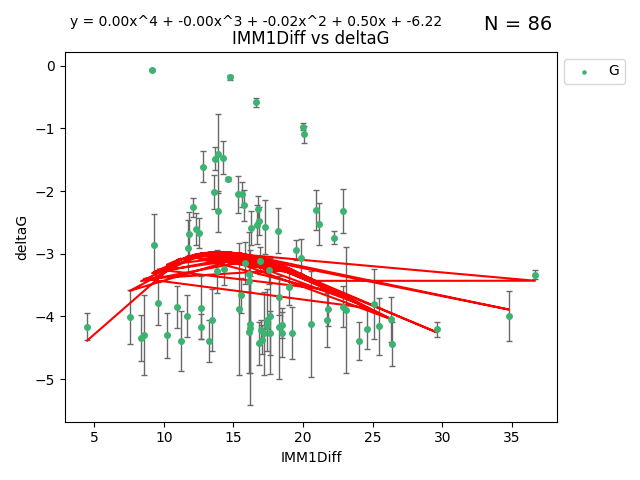 y = 0.00x^4 + -0.00x^3 + -0.02x^2 + 0.50x + -6.22
N = 86
IMM1Diff vs deltaG
G
0
−1
−2
−3
−4
−5
deltaG
5 10 15 20 25 30 35
IMM1Diff